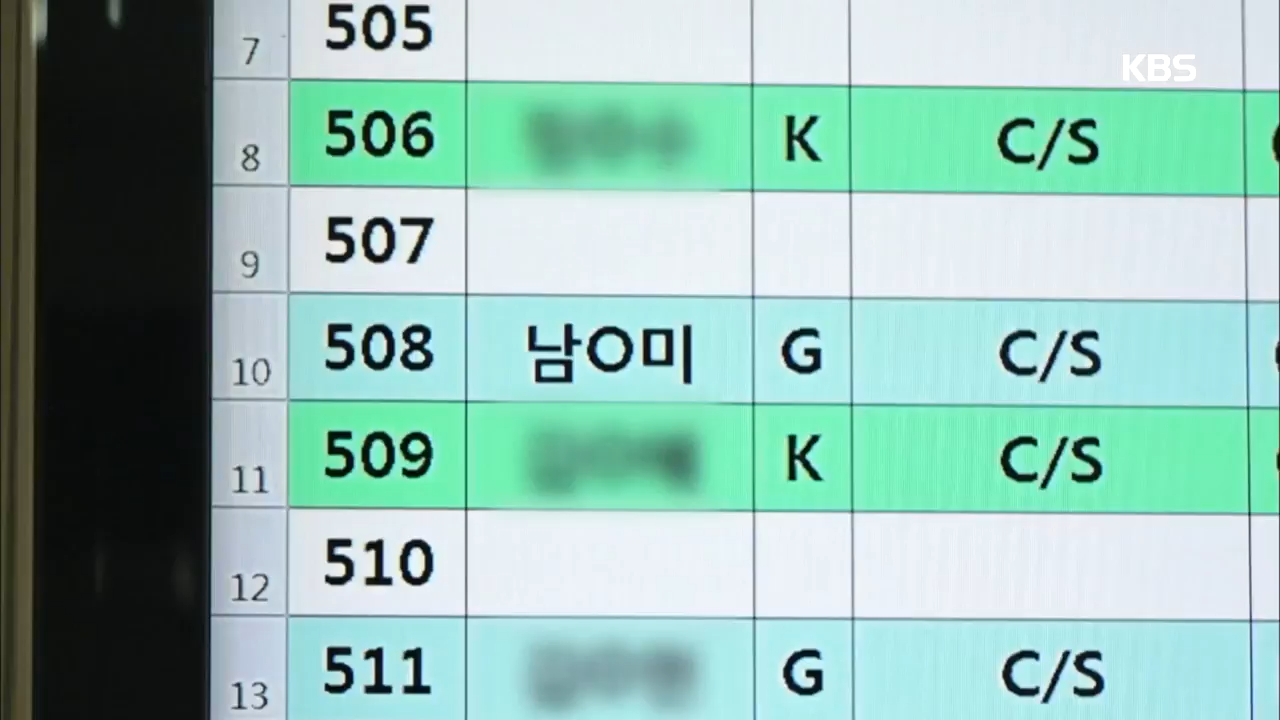 KBS
7 505
8 506 K C/S
9 507
10 508 남O미 G C/S
11 509 K C/S
12 510
13 511 G C/S